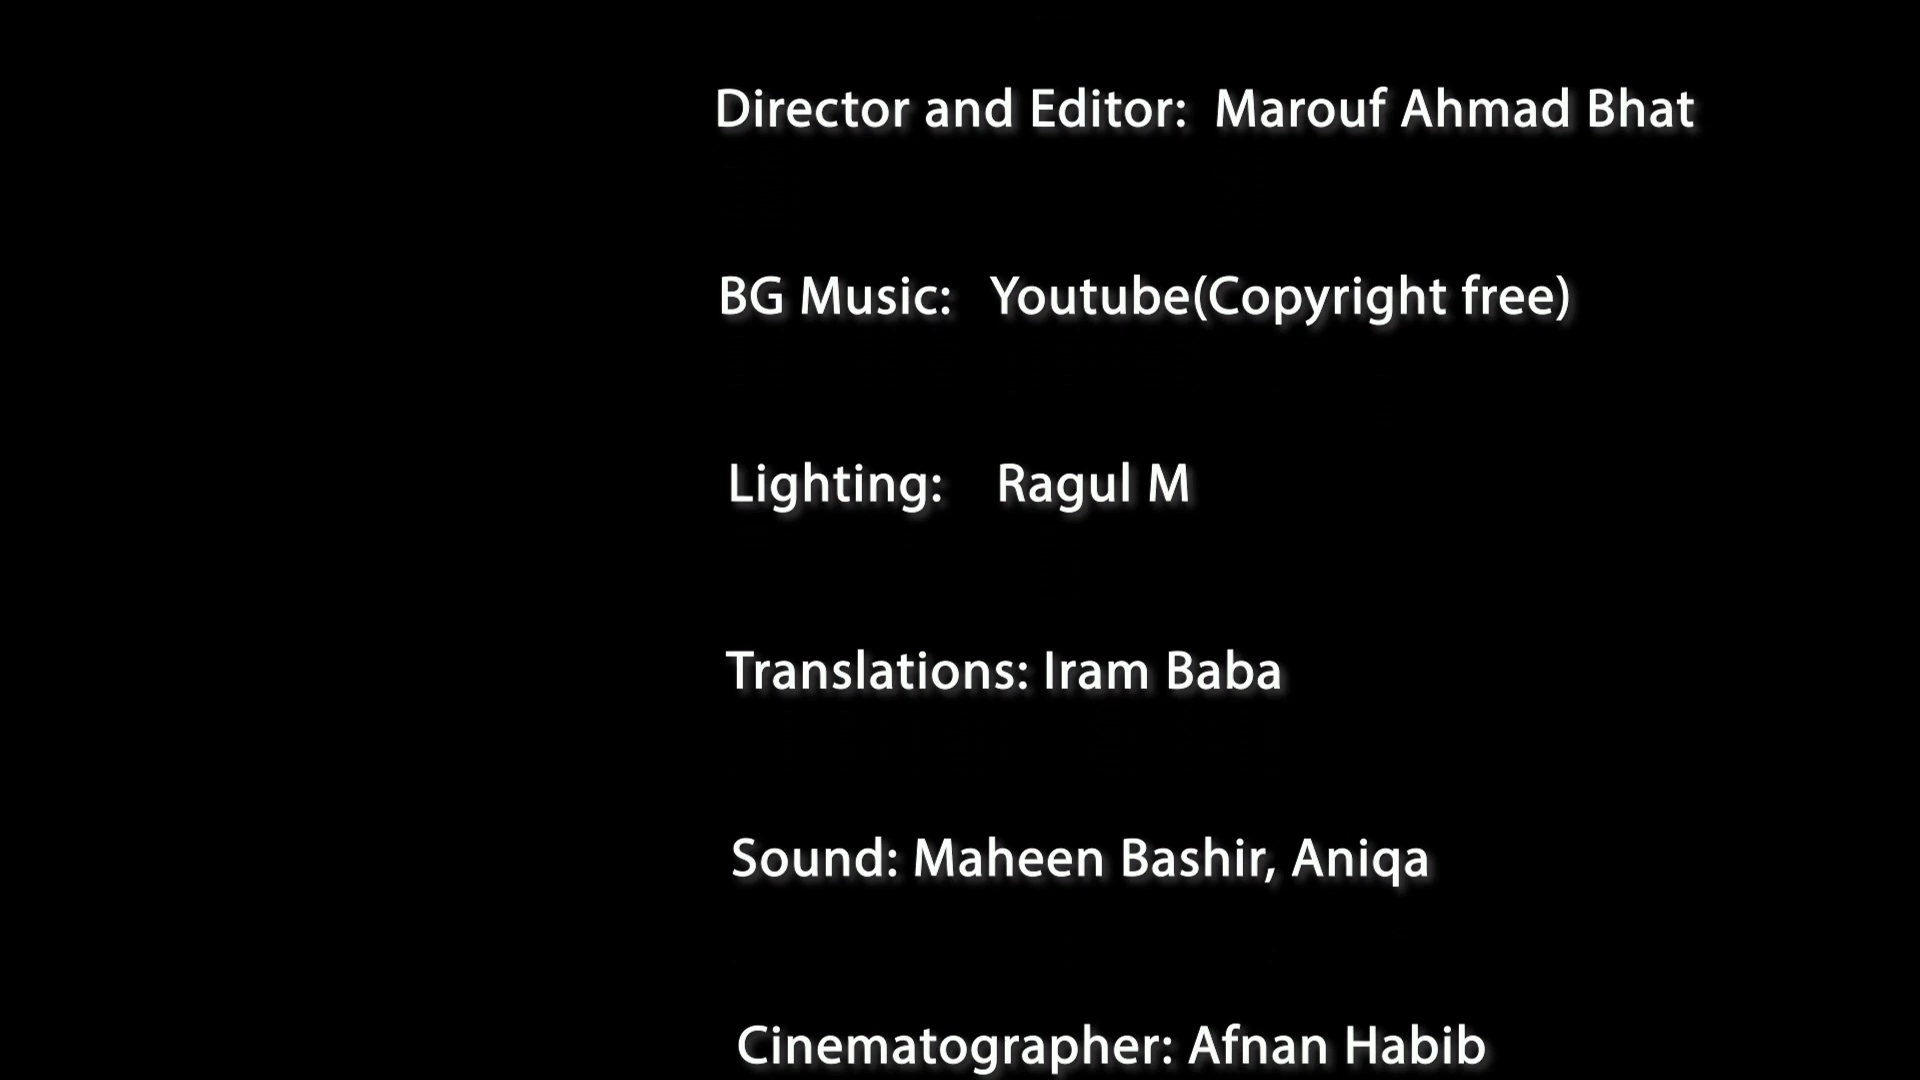 Director and Editor: Marouf Ahmad Bhat
BG Music: Youtube(Copyright free)
Lighting: Ragul M
Translations: Iram Baba
Sound: Maheen Bashir, Aniqa
Cinematographer: Afnan Habib